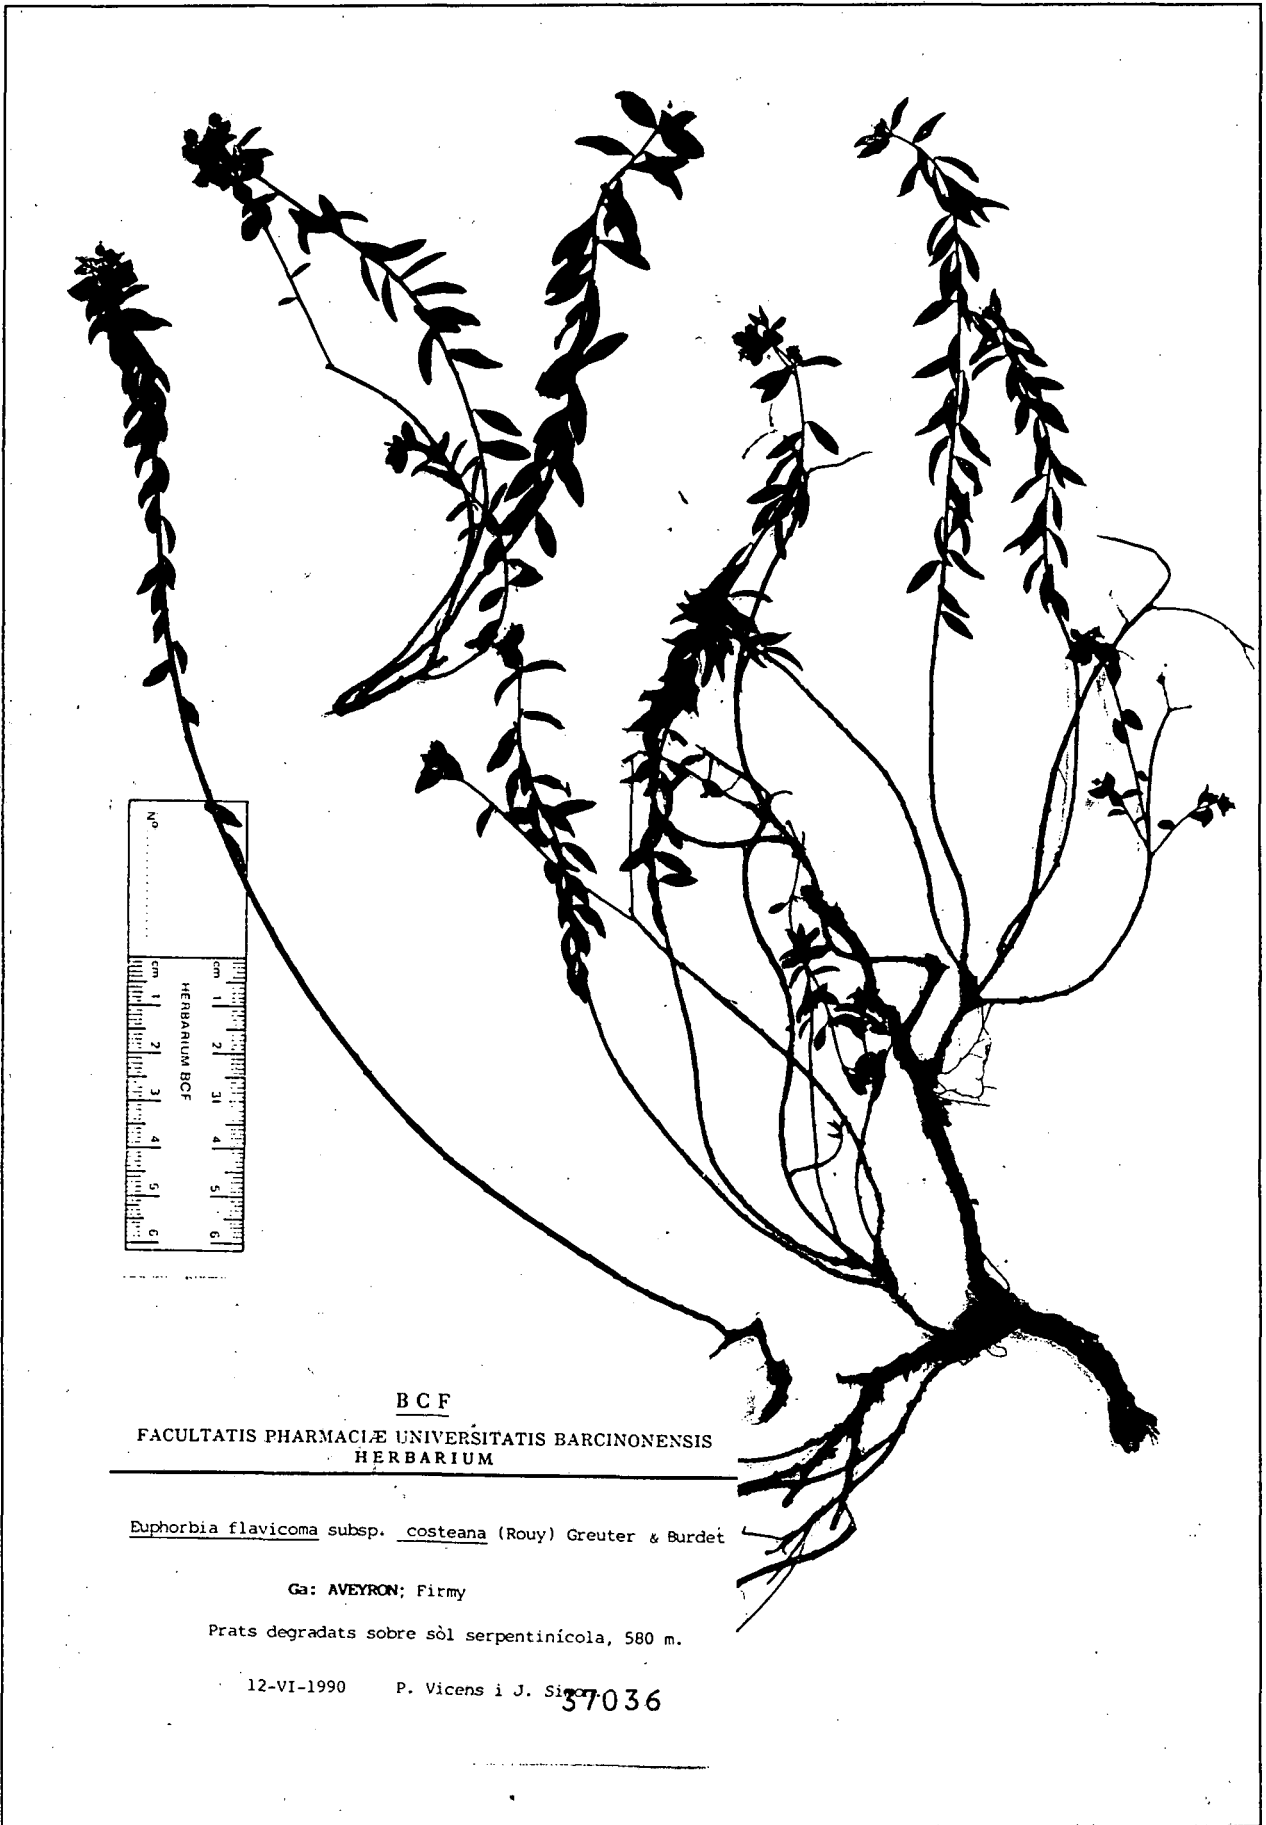 Nº
cm 1 2 3 4 5 6
HERBARIUM BCF
cm 1 2 3 4 5 6
BCF
FACULTATIS PHARMACIÆ UNIVERSITATIS BARCINONENSIS
HERBARIUM
Euphorbia flavicoma subsp. costeana (Rouy) Greuter & Burdet
Ga: AVEYRON; Firmy
Prats degradats sobre sòl serpentinícola, 580 m.
12-VI-1990 P. Vicens i J.
37036